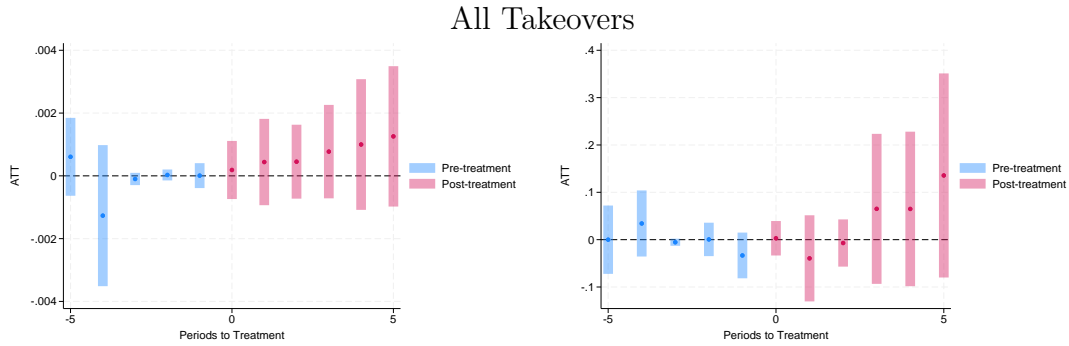 All Takeovers
.004
.002
0
-.002
-.004
ATT
-5
0
5
Periods to Treatment
Pre-treatment
Post-treatment
.4
.3
.2
.1
0
-.1
ATT
-5
0
5
Periods to Treatment
Pre-treatment
Post-treatment